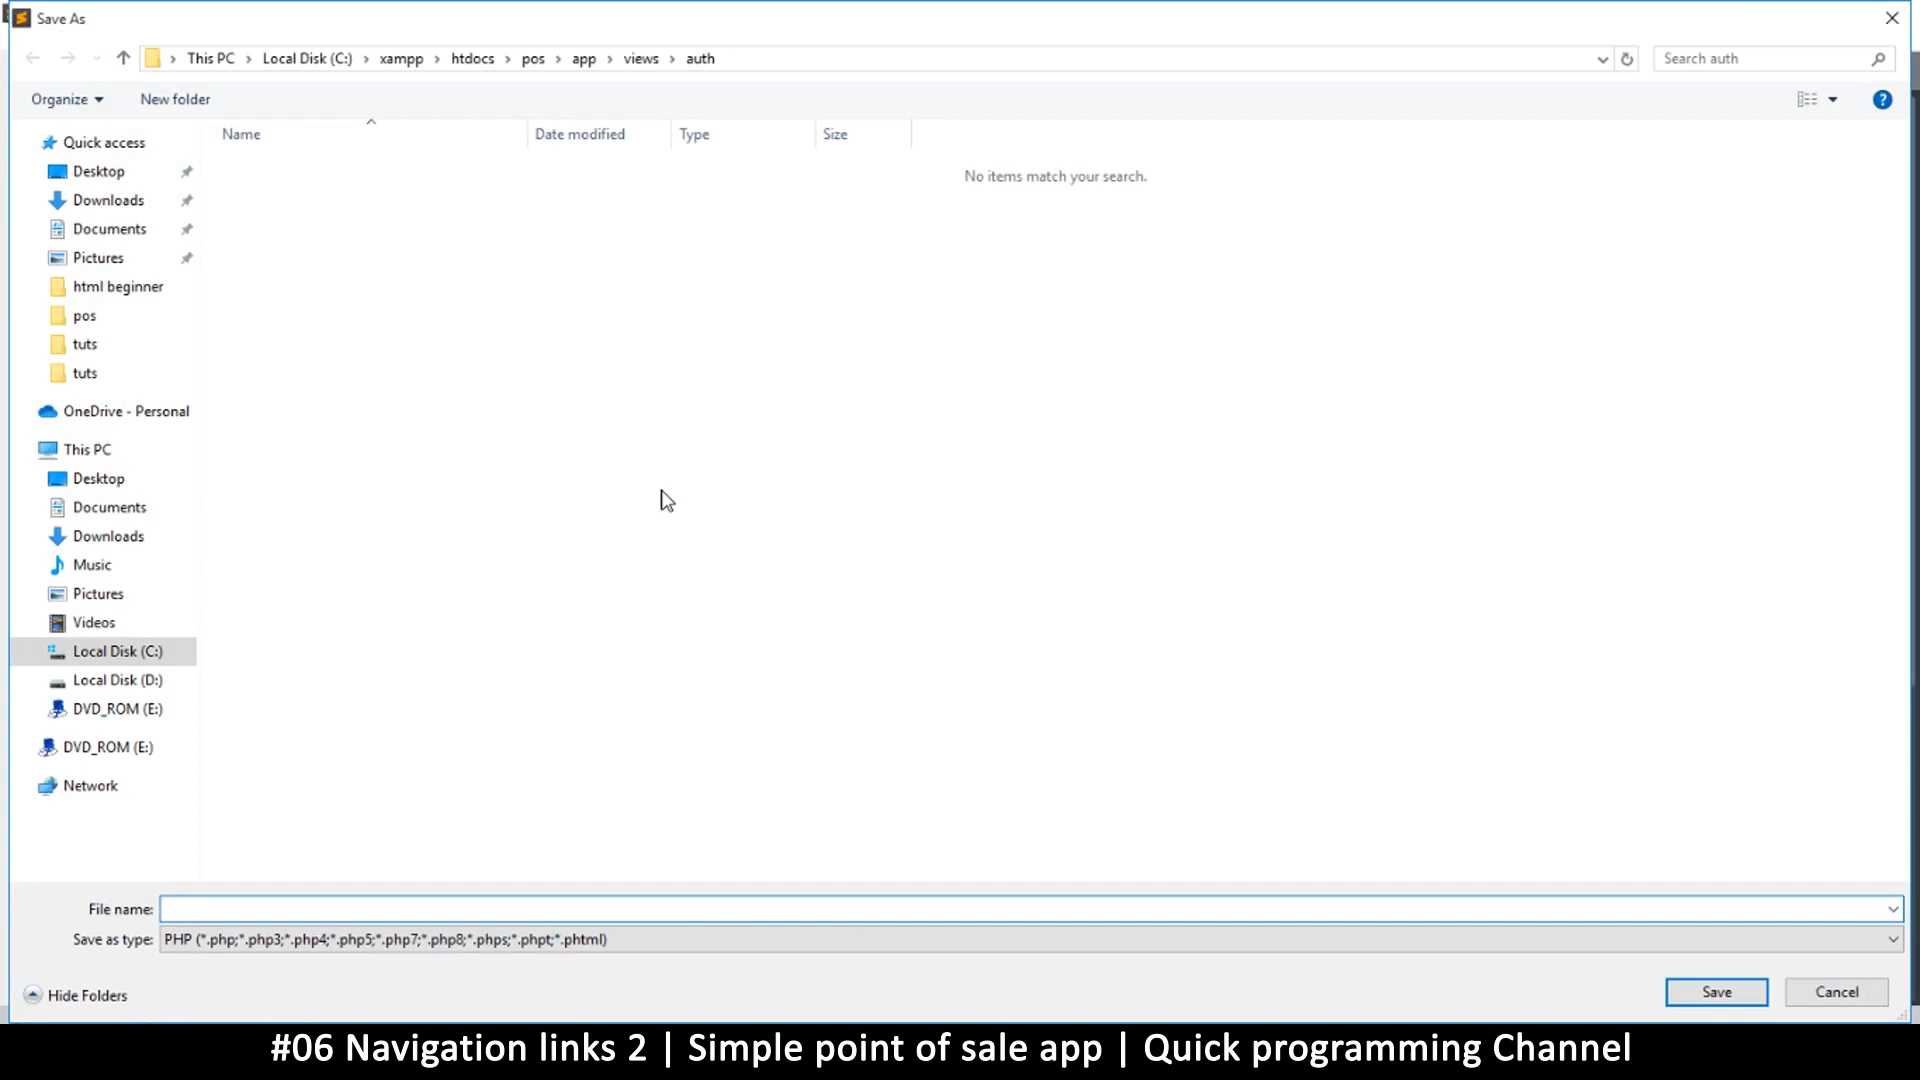 Save As
This PC > Local Disk (C:) > xampp > htdocs > pos > app > views > auth
Search auth
Organize
New folder
Name
Date modified
Type
Size
No items match your search.
Quick access
Desktop
Downloads
Documents
Pictures
html beginner
pos
tuts
tuts
OneDrive - Personal
This PC
Desktop
Documents
Downloads
Music
Pictures
Videos
Local Disk (C:)
Local Disk (D:)
DVD_ROM (E:)
DVD_ROM (E:)
Network
File name:
Save as type: PHP (*.php;*.php3;*.php4;*.php5;*.php7;*.php8;*.phps;*.phpt;*.phtml)
Hide Folders
Save
Cancel
#06 Navigation links 2 | Simple point of sale app | Quick programming Channel